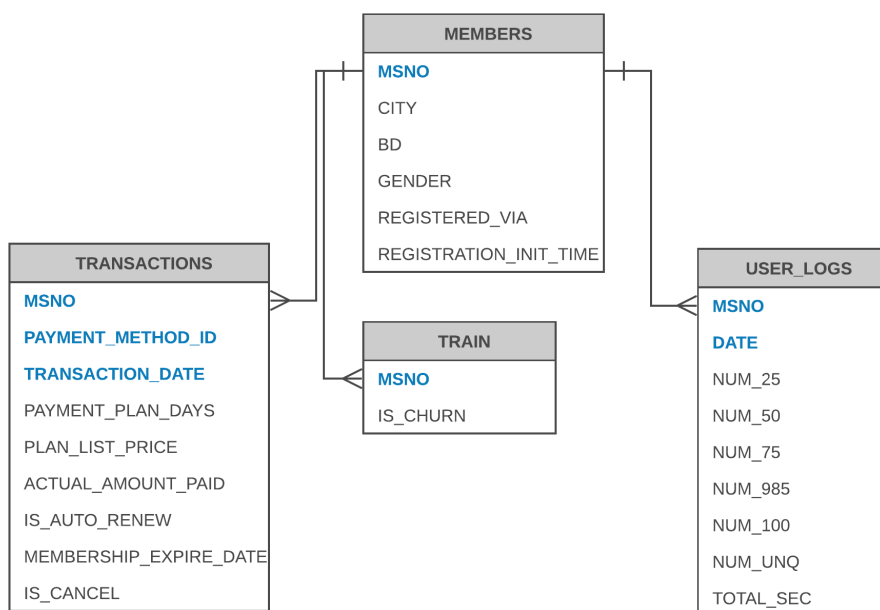 MEMBERS
MSNO
CITY
BD
GENDER
REGISTERED_VIA
REGISTRATION_INIT_TIME
TRANSACTIONS
MSNO
PAYMENT_METHOD_ID
TRANSACTION_DATE
PAYMENT_PLAN_DAYS
PLAN_LIST_PRICE
ACTUAL_AMOUNT_PAID
IS_AUTO_RENEW
MEMBERSHIP_EXPIRE_DATE
IS_CANCEL
TRAIN
MSNO
IS_CHURN
USER_LOGS
MSNO
DATE
NUM_25
NUM_50
NUM_75
NUM_985
NUM_100
NUM_UNQ
TOTAL_SEC